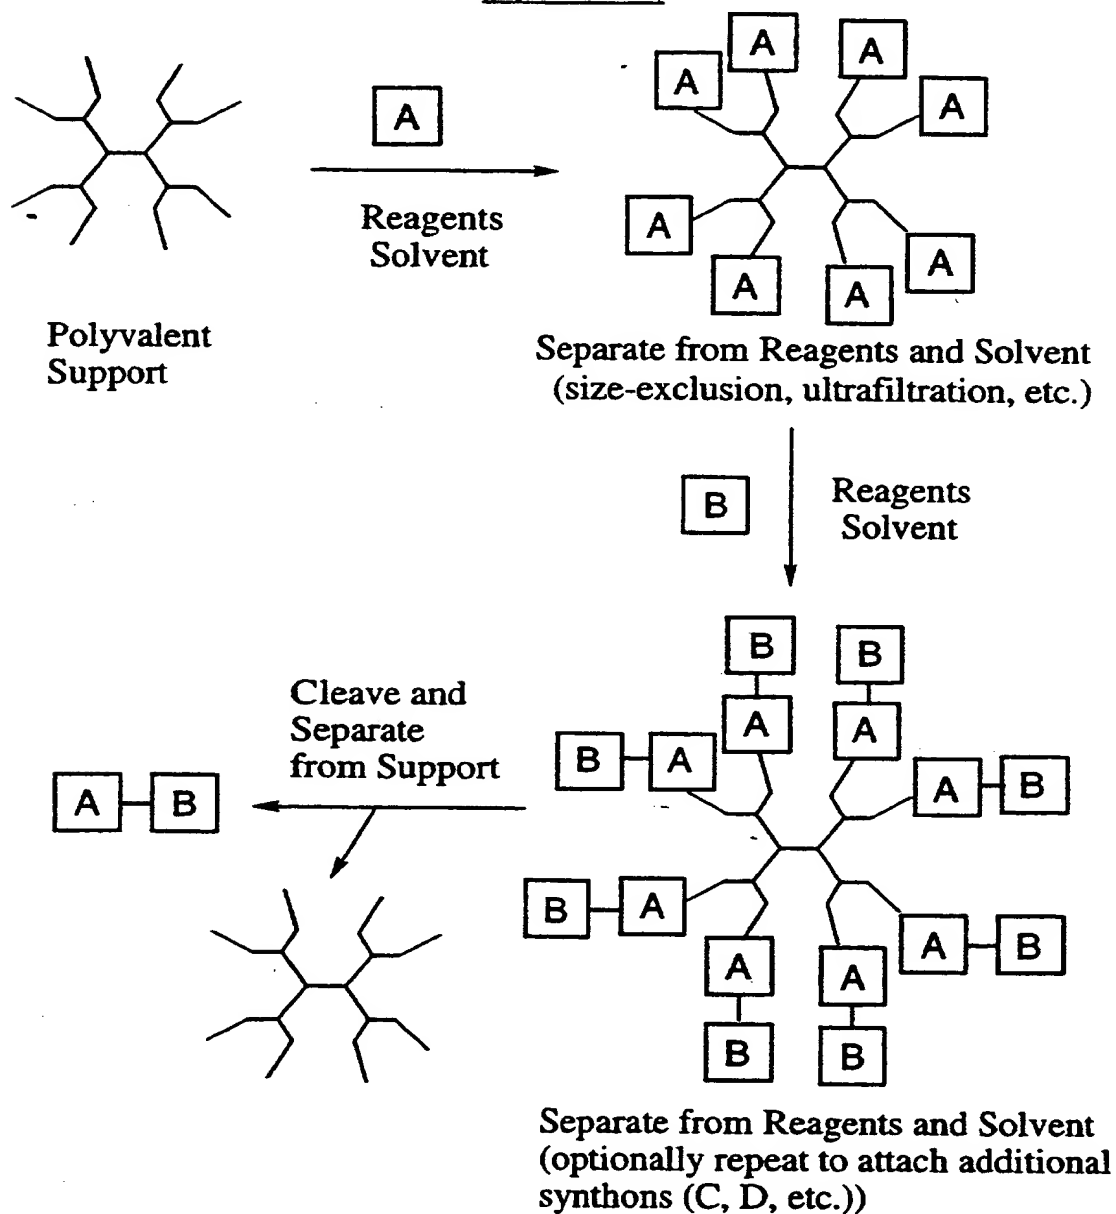 A
A
A
A
A
Reagents
Solvent
A
A
A
A
Polyvalent
Support
Separate from Reagents and Solvent
(size-exclusion, ultrafiltration, etc.)
B
Reagents
Solvent
B
B
A
A
Cleave and
Separate
from Support
B A
A B
A B
B A
A B
A
A
B
B
Separate from Reagents and Solvent
(optionally repeat to attach additional
synthons (C, D, etc.))